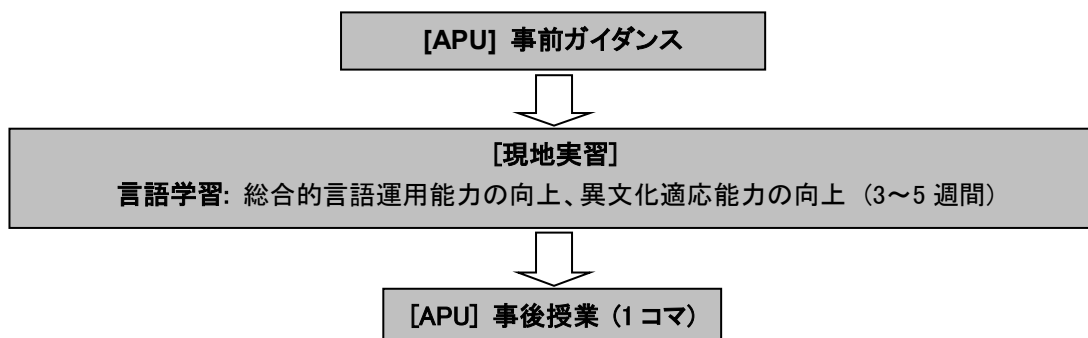 [APU] 事前ガイダンス
[現地実習]
言語学習: 総合的言語運用能力の向上、異文化適応能力の向上 (3~5 週間)
[APU] 事後授業 (1 コマ)